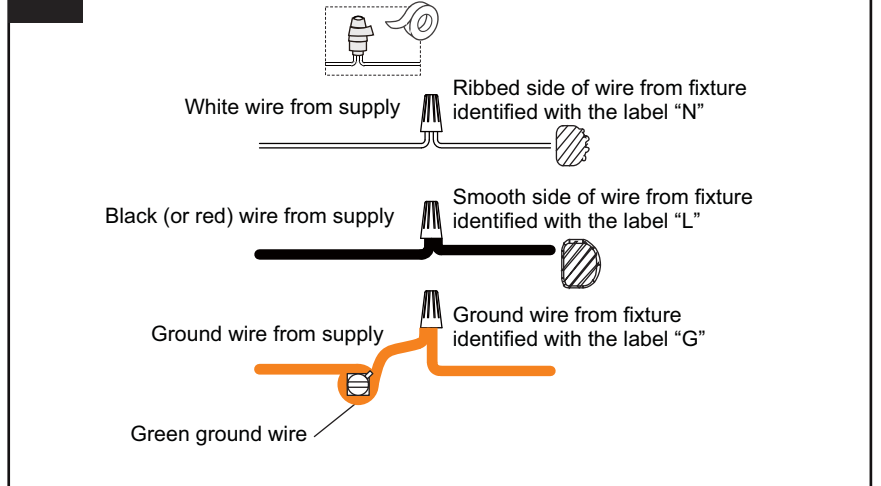 White wire from supply
Ribbed side of wire from fixture
identified with the label “N”
Black (or red) wire from supply
Smooth side of wire from fixture
identified with the label “L”
Ground wire from supply
Ground wire from fixture
identified with the label “G”
Green ground wire